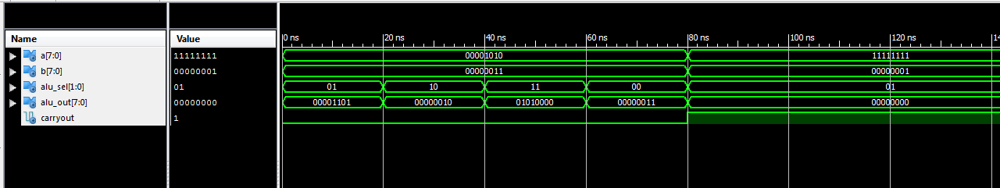 Name Value 0 ns 20 ns 40 ns 60 ns 80 ns 100 ns 120 ns 14
a[7:0] 11111111 00001010 11111111
b[7:0] 00000001 00000011 00000001
alu_sel[1:0] 01 01 10 11 00 01
alu_out[7:0] 00000000 00001101 00000010 01010000 00000011 00000000
carryout 1